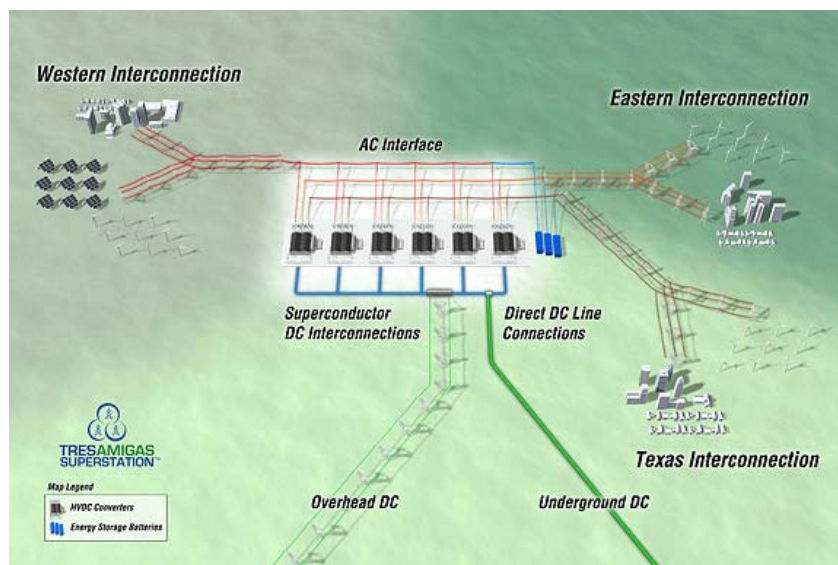 Western Interconnection
Eastern Interconnection
AC Interface
Superconductor
DC Interconnections
Direct DC Line
Connections
TRESAMIGAS
SUPERSTATION™
Texas Interconnection
Map Legend
HVDC Converters
Energy Storage Batteries
Overhead DC
Underground DC